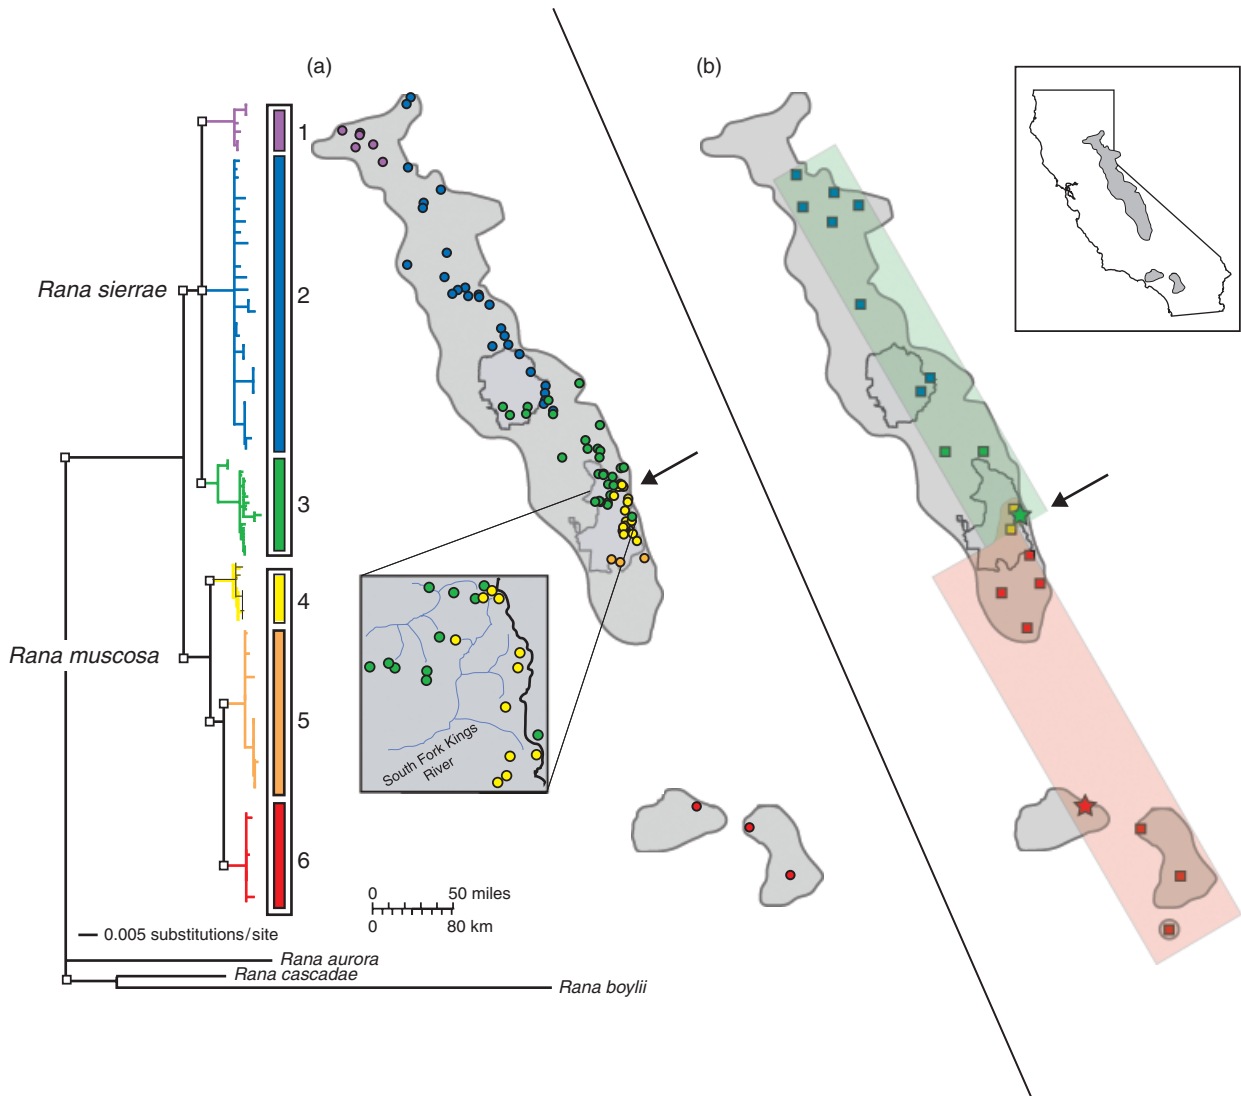 (a)
(b)
1
Rana sierrae
2
3
4
Rana muscosa
5
6
South Fork Kings
River
0 50 miles
0 80 km
0.005 substitutions/site
Rana aurora
Rana cascadae
Rana boylii